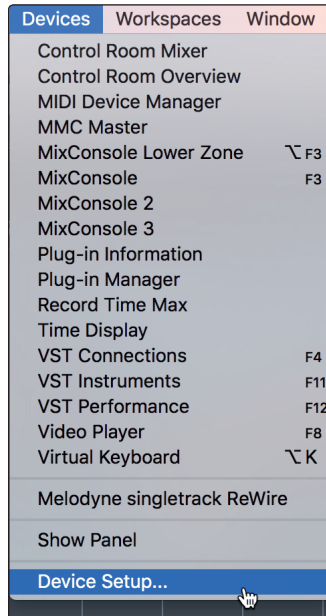 Devices Workspaces Window
Control Room Mixer
Control Room Overview
MIDI Device Manager
MMC Master
MixConsole Lower Zone ⌥ F3
MixConsole F3
MixConsole 2
MixConsole 3
Plug-in Information
Plug-in Manager
Record Time Max
Time Display
VST Connections F4
VST Instruments F11
VST Performance F12
Video Player F8
Virtual Keyboard ⌥ K
Melodyne singletrack ReWire
Show Panel
Device Setup...